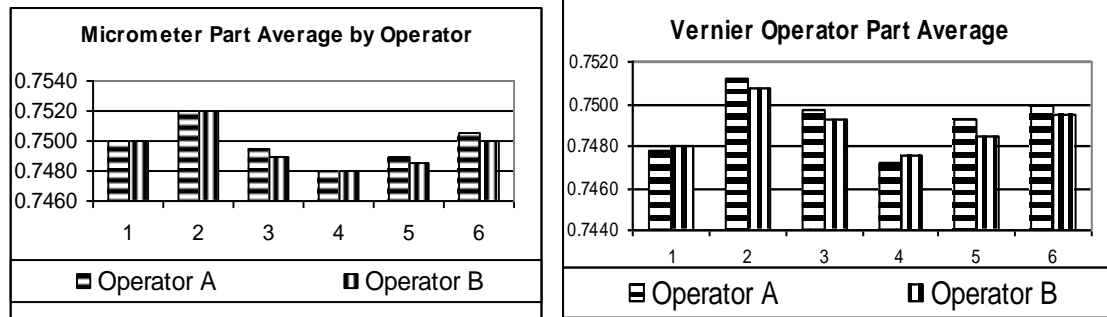 Micrometer Part Average by Operator
0.7540
0.7520
0.7500
0.7480
0.7460
1 2 3 4 5 6
Operator A Operator B
Vernier Operator Part Average
0.7520
0.7500
0.7480
0.7460
0.7440
1 2 3 4 5 6
Operator A Operator B